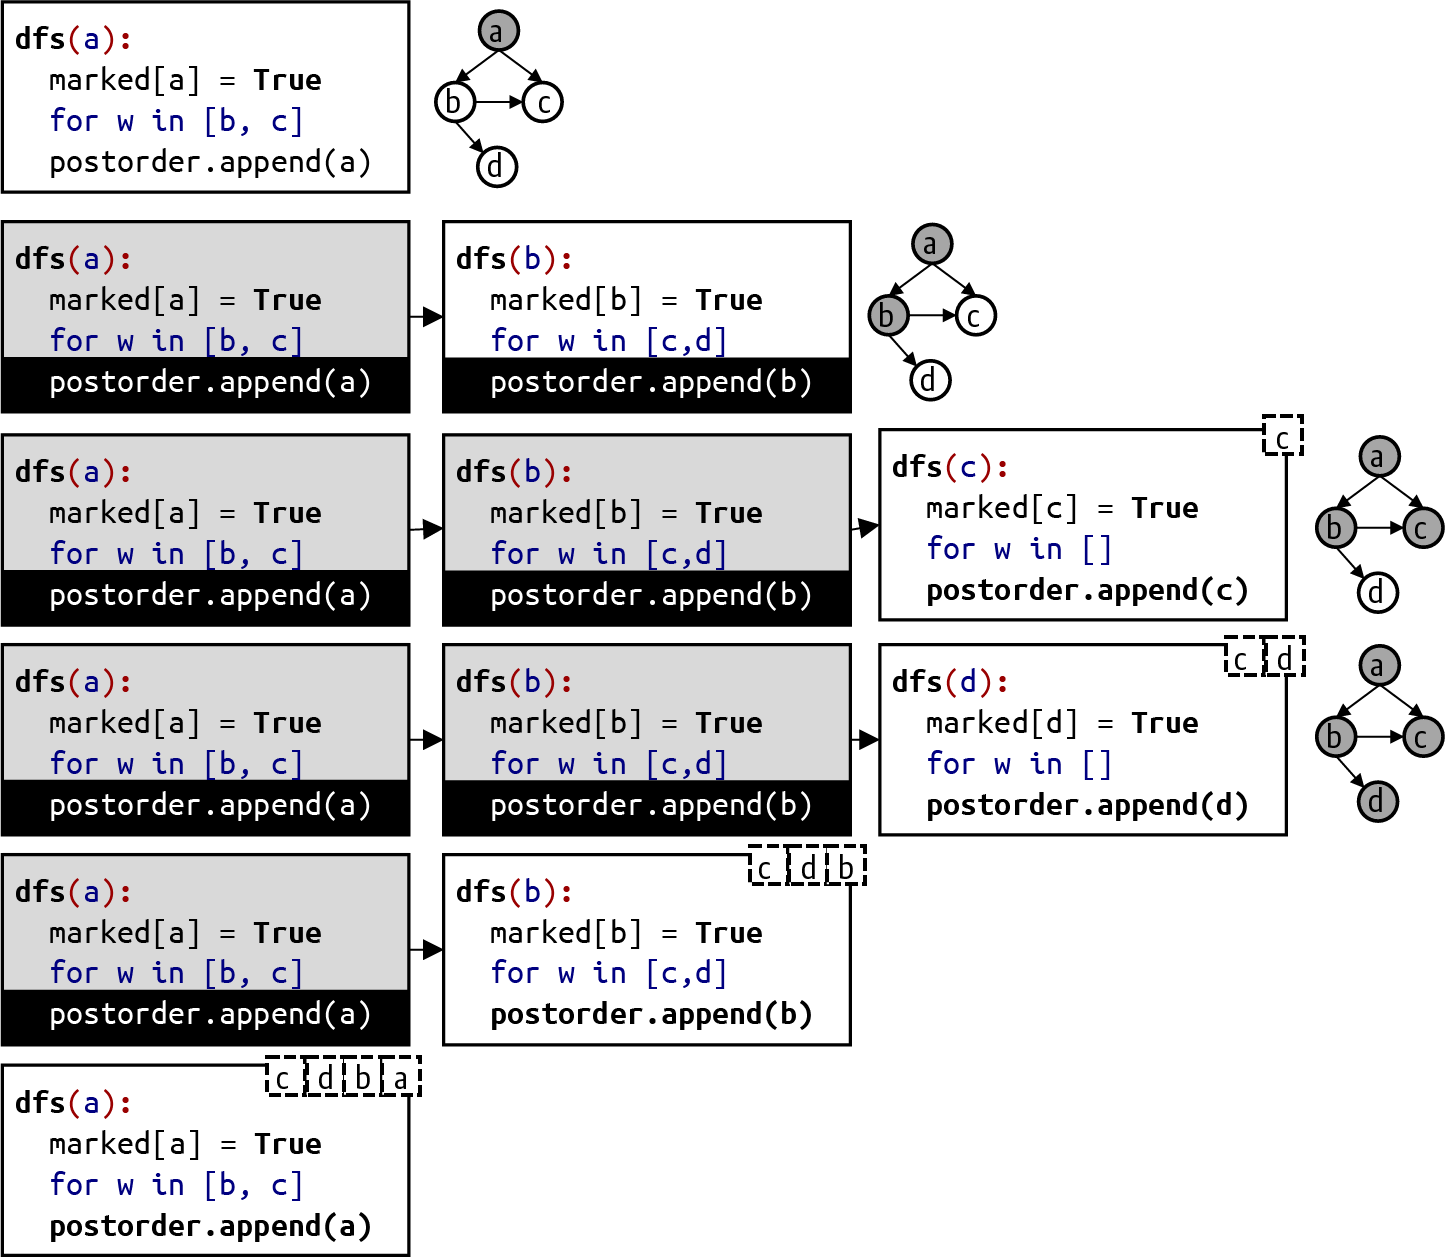 dfs(a):
marked[a] = True
for w in [b, c]
postorder.append(a)
a
b
c
d
dfs(a):
marked[a] = True
for w in [b, c]
postorder.append(a)
dfs(b):
marked[b] = True
for w in [c,d]
postorder.append(b)
a
b
c
d
dfs(a):
marked[a] = True
for w in [b, c]
postorder.append(a)
dfs(b):
marked[b] = True
for w in [c,d]
postorder.append(b)
c
dfs(c):
marked[c] = True
for w in []
postorder.append(c)
a
b
c
d
dfs(a):
marked[a] = True
for w in [b, c]
postorder.append(a)
dfs(b):
marked[b] = True
for w in [c,d]
postorder.append(b)
c d
dfs(d):
marked[d] = True
for w in []
postorder.append(d)
a
b
c
d
dfs(a):
marked[a] = True
for w in [b, c]
postorder.append(a)
c d b
dfs(b):
marked[b] = True
for w in [c,d]
postorder.append(b)
c d b a
dfs(a):
marked[a] = True
for w in [b, c]
postorder.append(a)